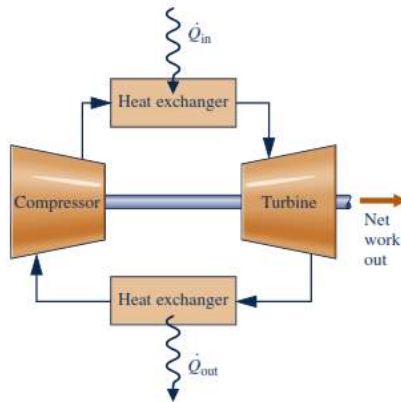 Q̇in
Heat exchanger
Compressor
Turbine
Net
work
out
Heat exchanger
Q̇out